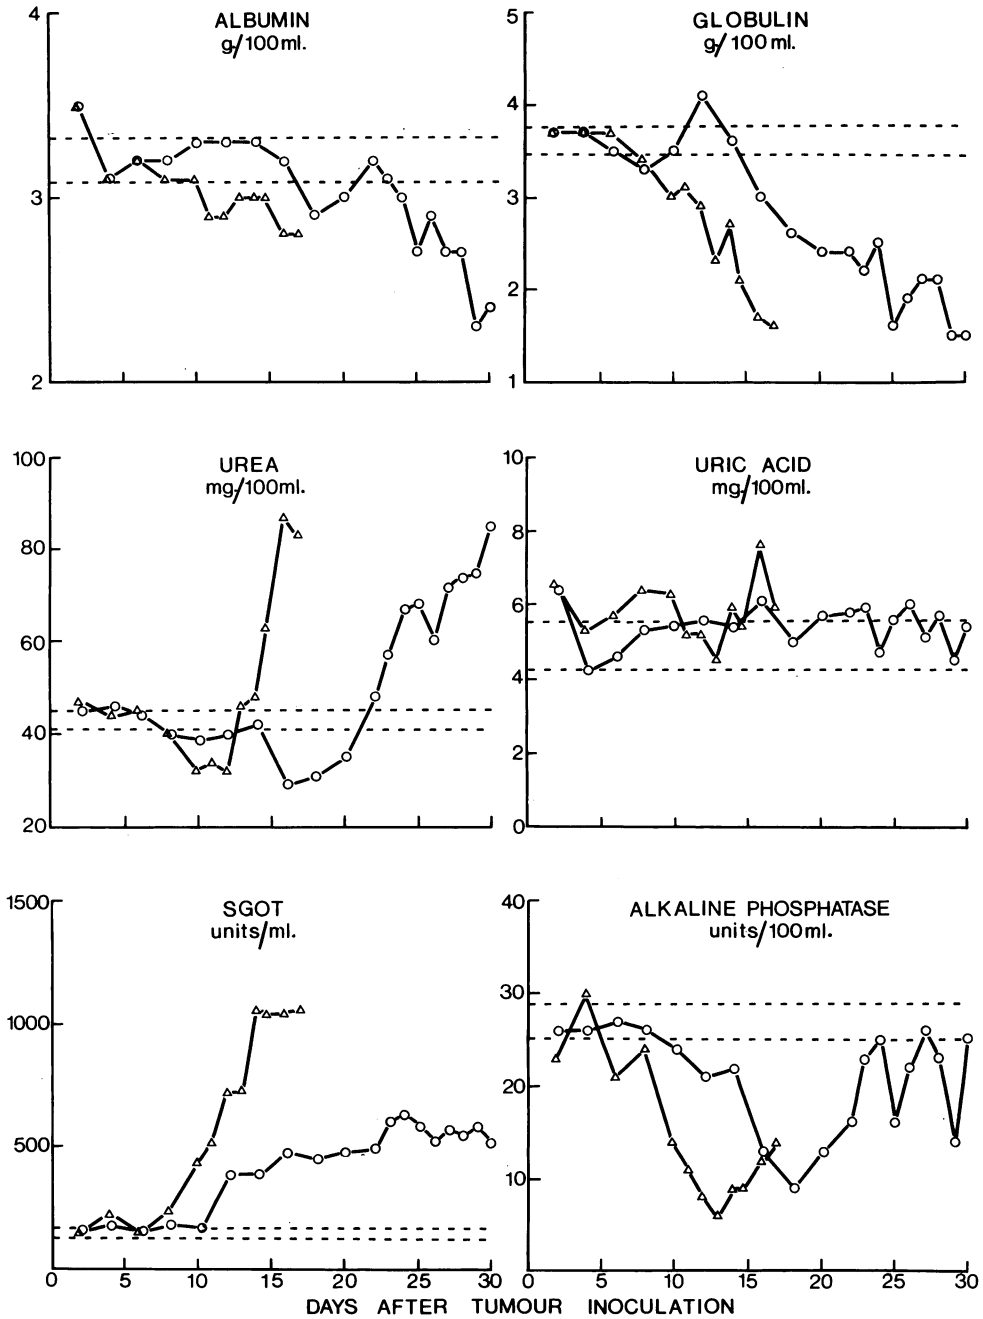 ALBUMIN
g/100ml.
4
3
2
GLOBULIN
g/100ml.
5
4
3
2
1
UREA
mg/100ml.
100
80
60
40
20
URIC ACID
mg/100ml.
10
8
6
4
2
0
SGOT
units/ml.
1500
1000
500
0 5 10 15 20 25 30
ALKALINE PHOSPHATASE
units/100ml.
40
30
20
10
0 5 10 15 20 25 30
DAYS AFTER TUMOUR INOCULATION